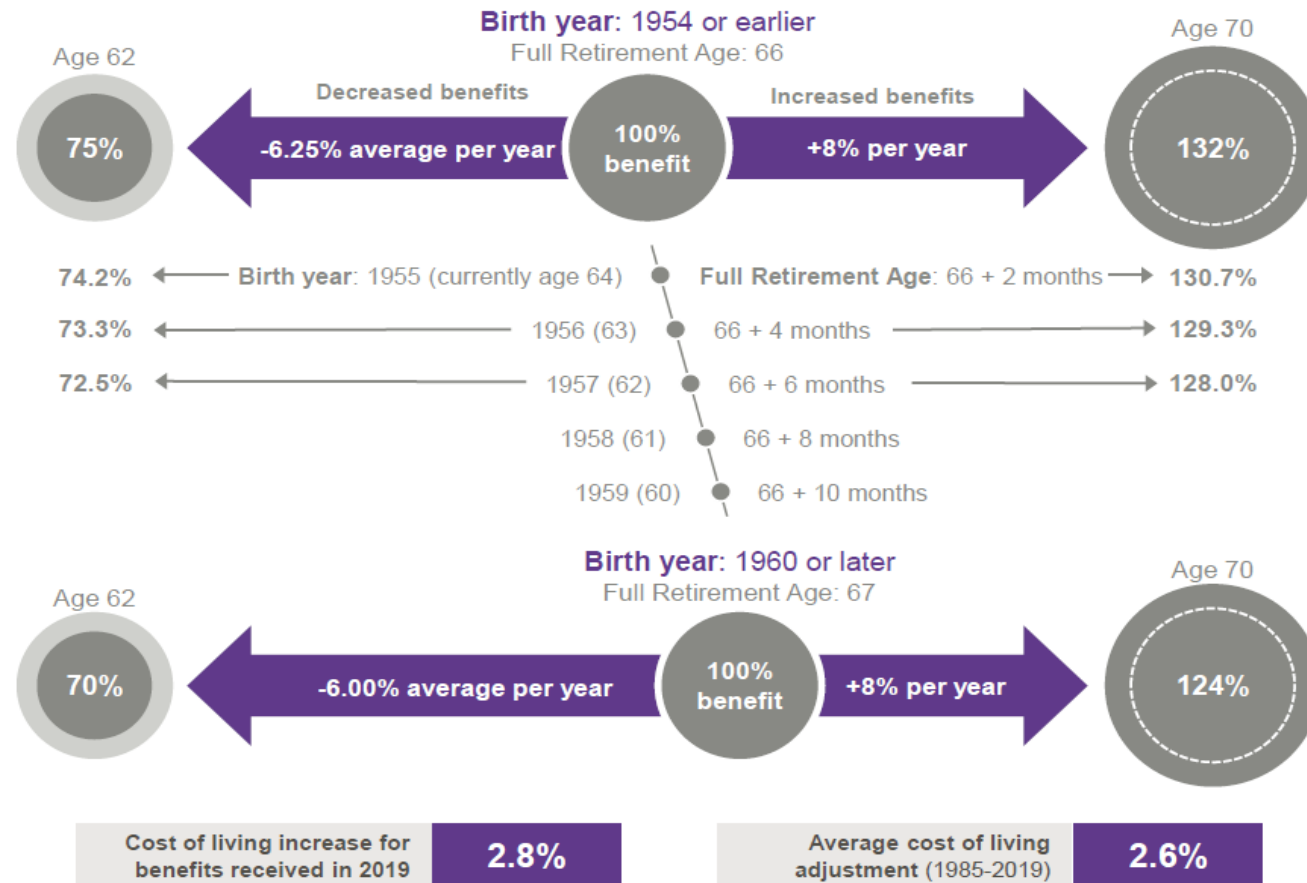 Birth year: 1954 or earlier
Full Retirement Age: 66
Age 62
Age 70
Decreased benefits
Increased benefits
75%
-6.25% average per year
100%
benefit
+8% per year
132%
74.2%
Birth year: 1955 (currently age 64)
Full Retirement Age: 66 + 2 months
130.7%
73.3%
1956 (63)
66 + 4 months
129.3%
72.5%
1957 (62)
66 + 6 months
128.0%
1958 (61)
66 + 8 months
1959 (60)
66 + 10 months
Birth year: 1960 or later
Full Retirement Age: 67
Age 62
Age 70
70%
-6.00% average per year
100%
benefit
+8% per year
124%
Cost of living increase for
benefits received in 2019
2.8%
Average cost of living
adjustment (1985-2019)
2.6%